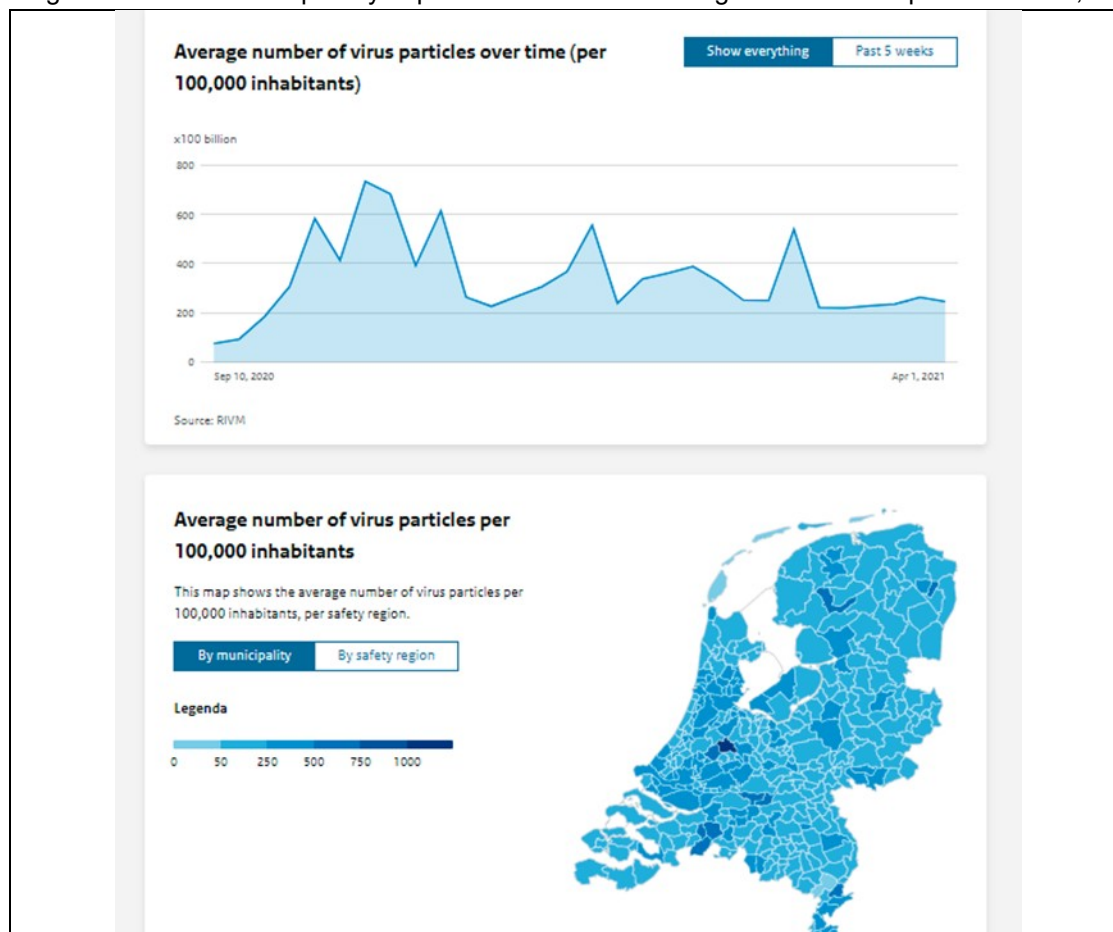 Average number of virus particles over time (per
100,000 inhabitants)
Show everything
Past 5 weeks
x100 billion
800
600
400
200
0
Sep 10, 2020
Apr 1, 2021
Source: RIVM
Average number of virus particles per
100,000 inhabitants
This map shows the average number of virus particles per
100,000 inhabitants, per safety region.
By municipality
By safety region
Legenda
0 50 250 500 750 1000